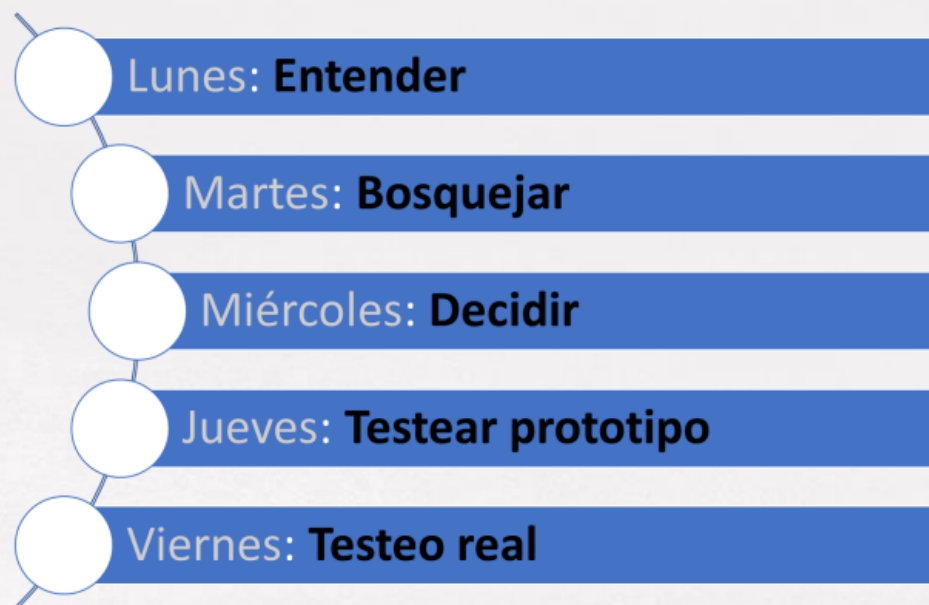 Lunes: Entender
Martes: Bosquejar
Miércoles: Decidir
Jueves: Testear prototipo
Viernes: Testeo real